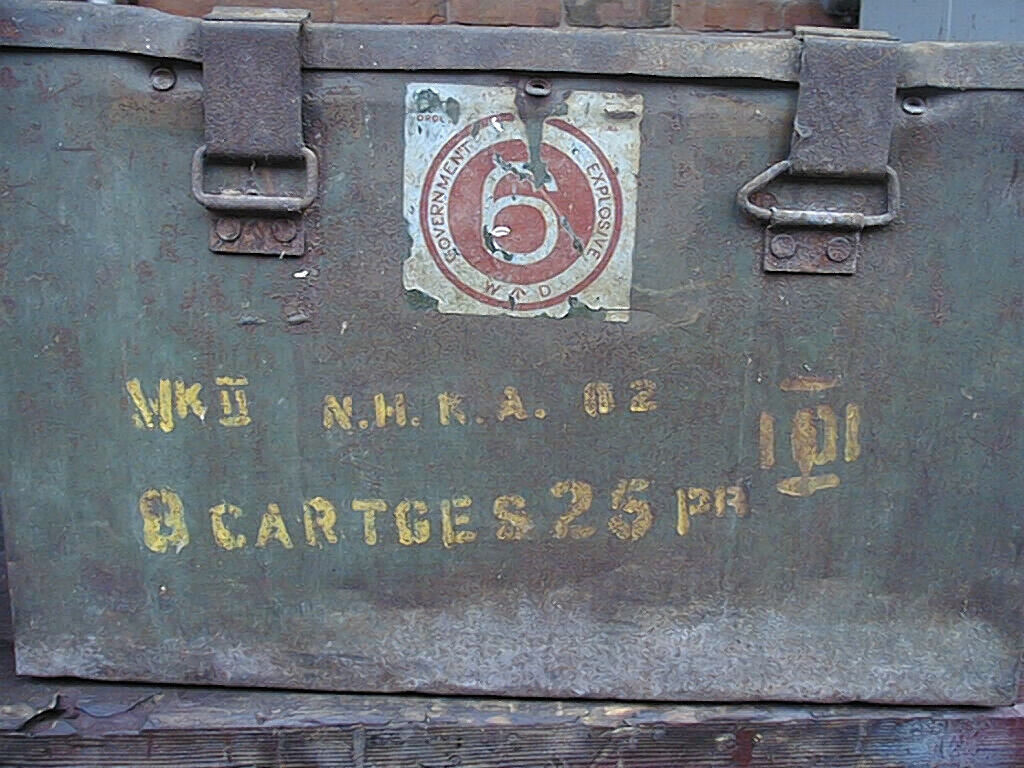 GOVERNMENT EXPLOSIVE
6
W D
MK II N.H.K.A. 02
8 CARTGES 25 PR